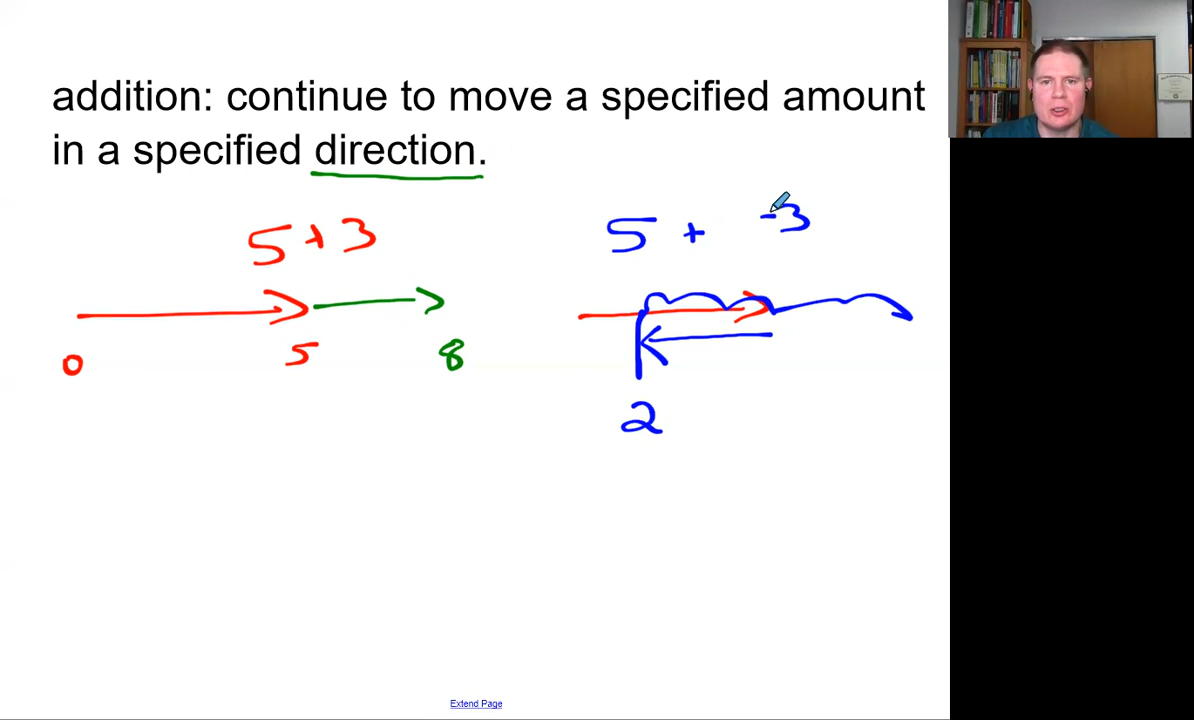 addition: continue to move a specified amount
in a specified direction.
5+3
5 + -3
0 5 8
2
Extend Page